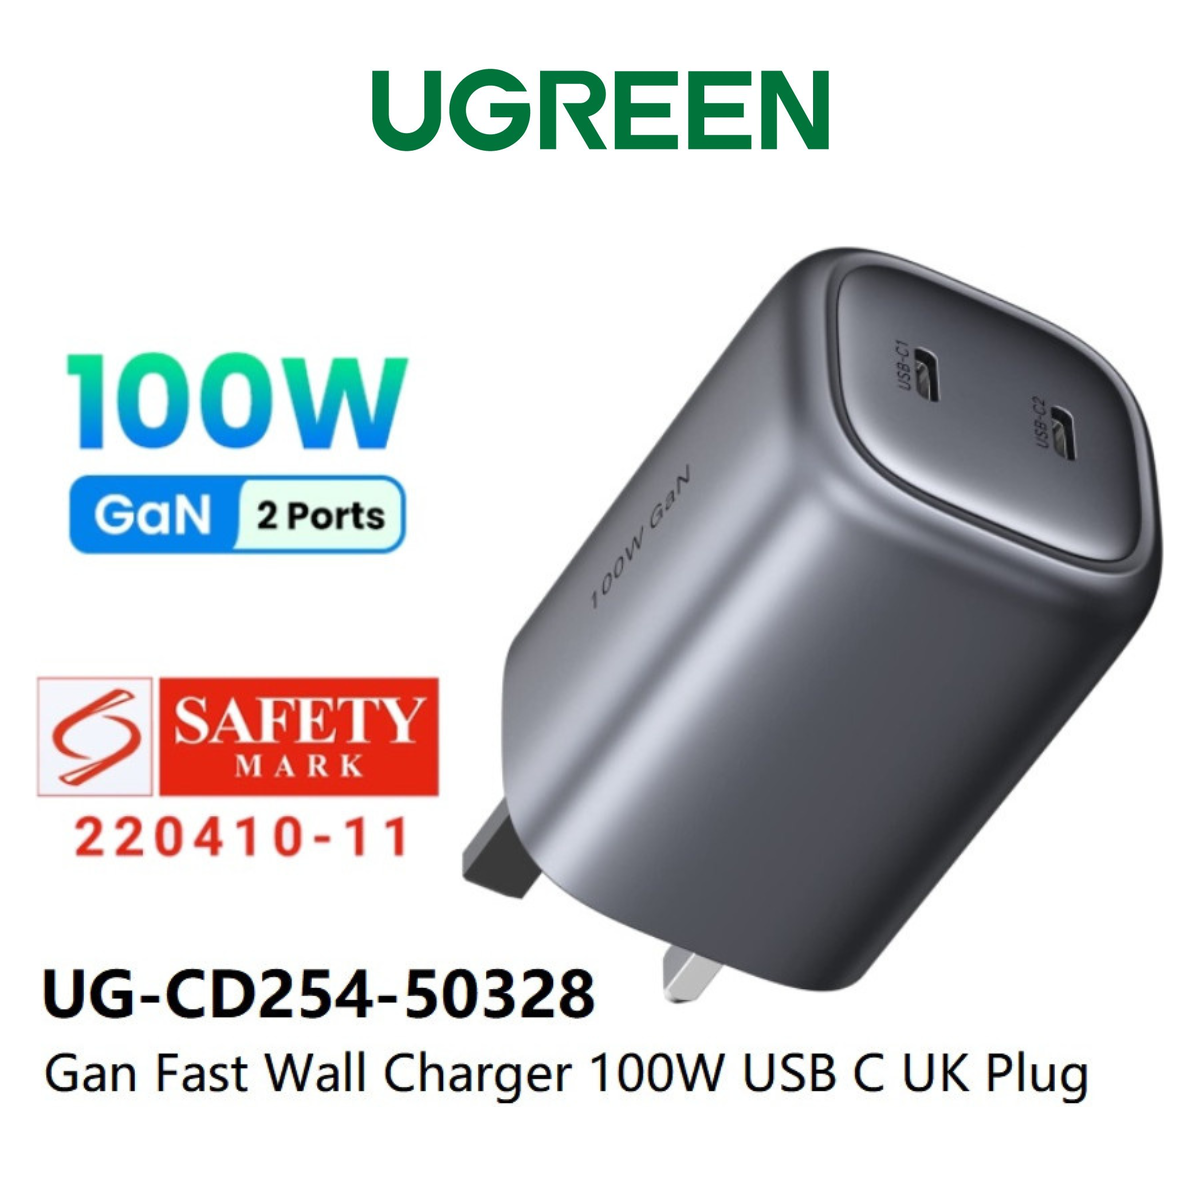 UGREEN
100W
GaN 2 Ports
USB-C1
USB-C2
100W GaN
SAFETY
MARK
220410-11
UG-CD254-50328
Gan Fast Wall Charger 100W USB C UK Plug